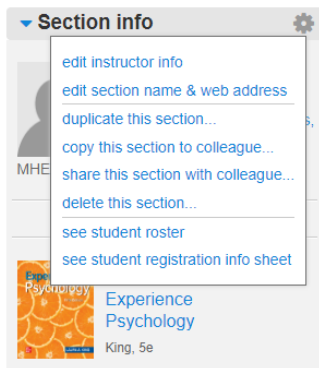 Section info
edit instructor info
edit section name & web address
duplicate this section...
copy this section to colleague...
share this section with colleague...
delete this section...
see student roster
see student registration info sheet
MHE
Psychology
Experience
Psychology
King, 5e